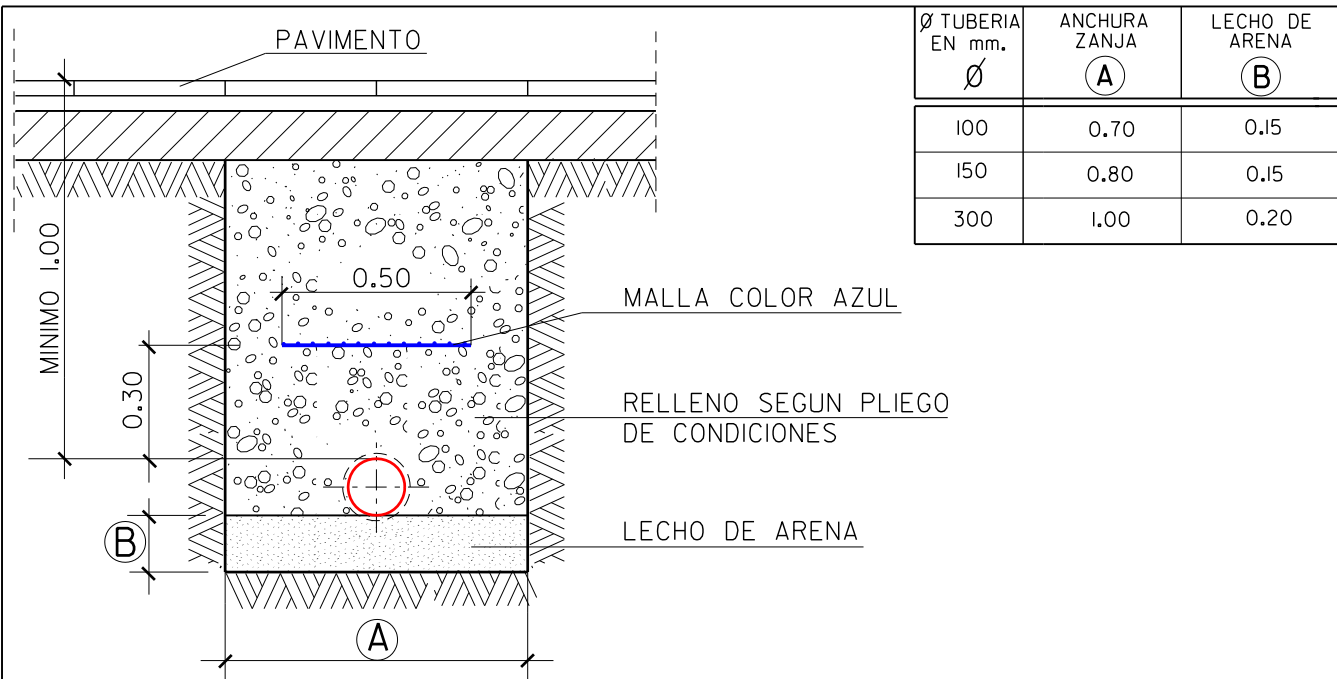 PAVIMENTO
MINIMO 1.00
0.50
0.30
MALLA COLOR AZUL
RELLENO SEGUN PLIEGO
DE CONDICIONES
LECHO DE ARENA
B
A
Ø TUBERIA
EN mm.
Ø
ANCHURA
ZANJA
A
LECHO DE
ARENA
B
100 0.70 0.15
150 0.80 0.15
300 1.00 0.20